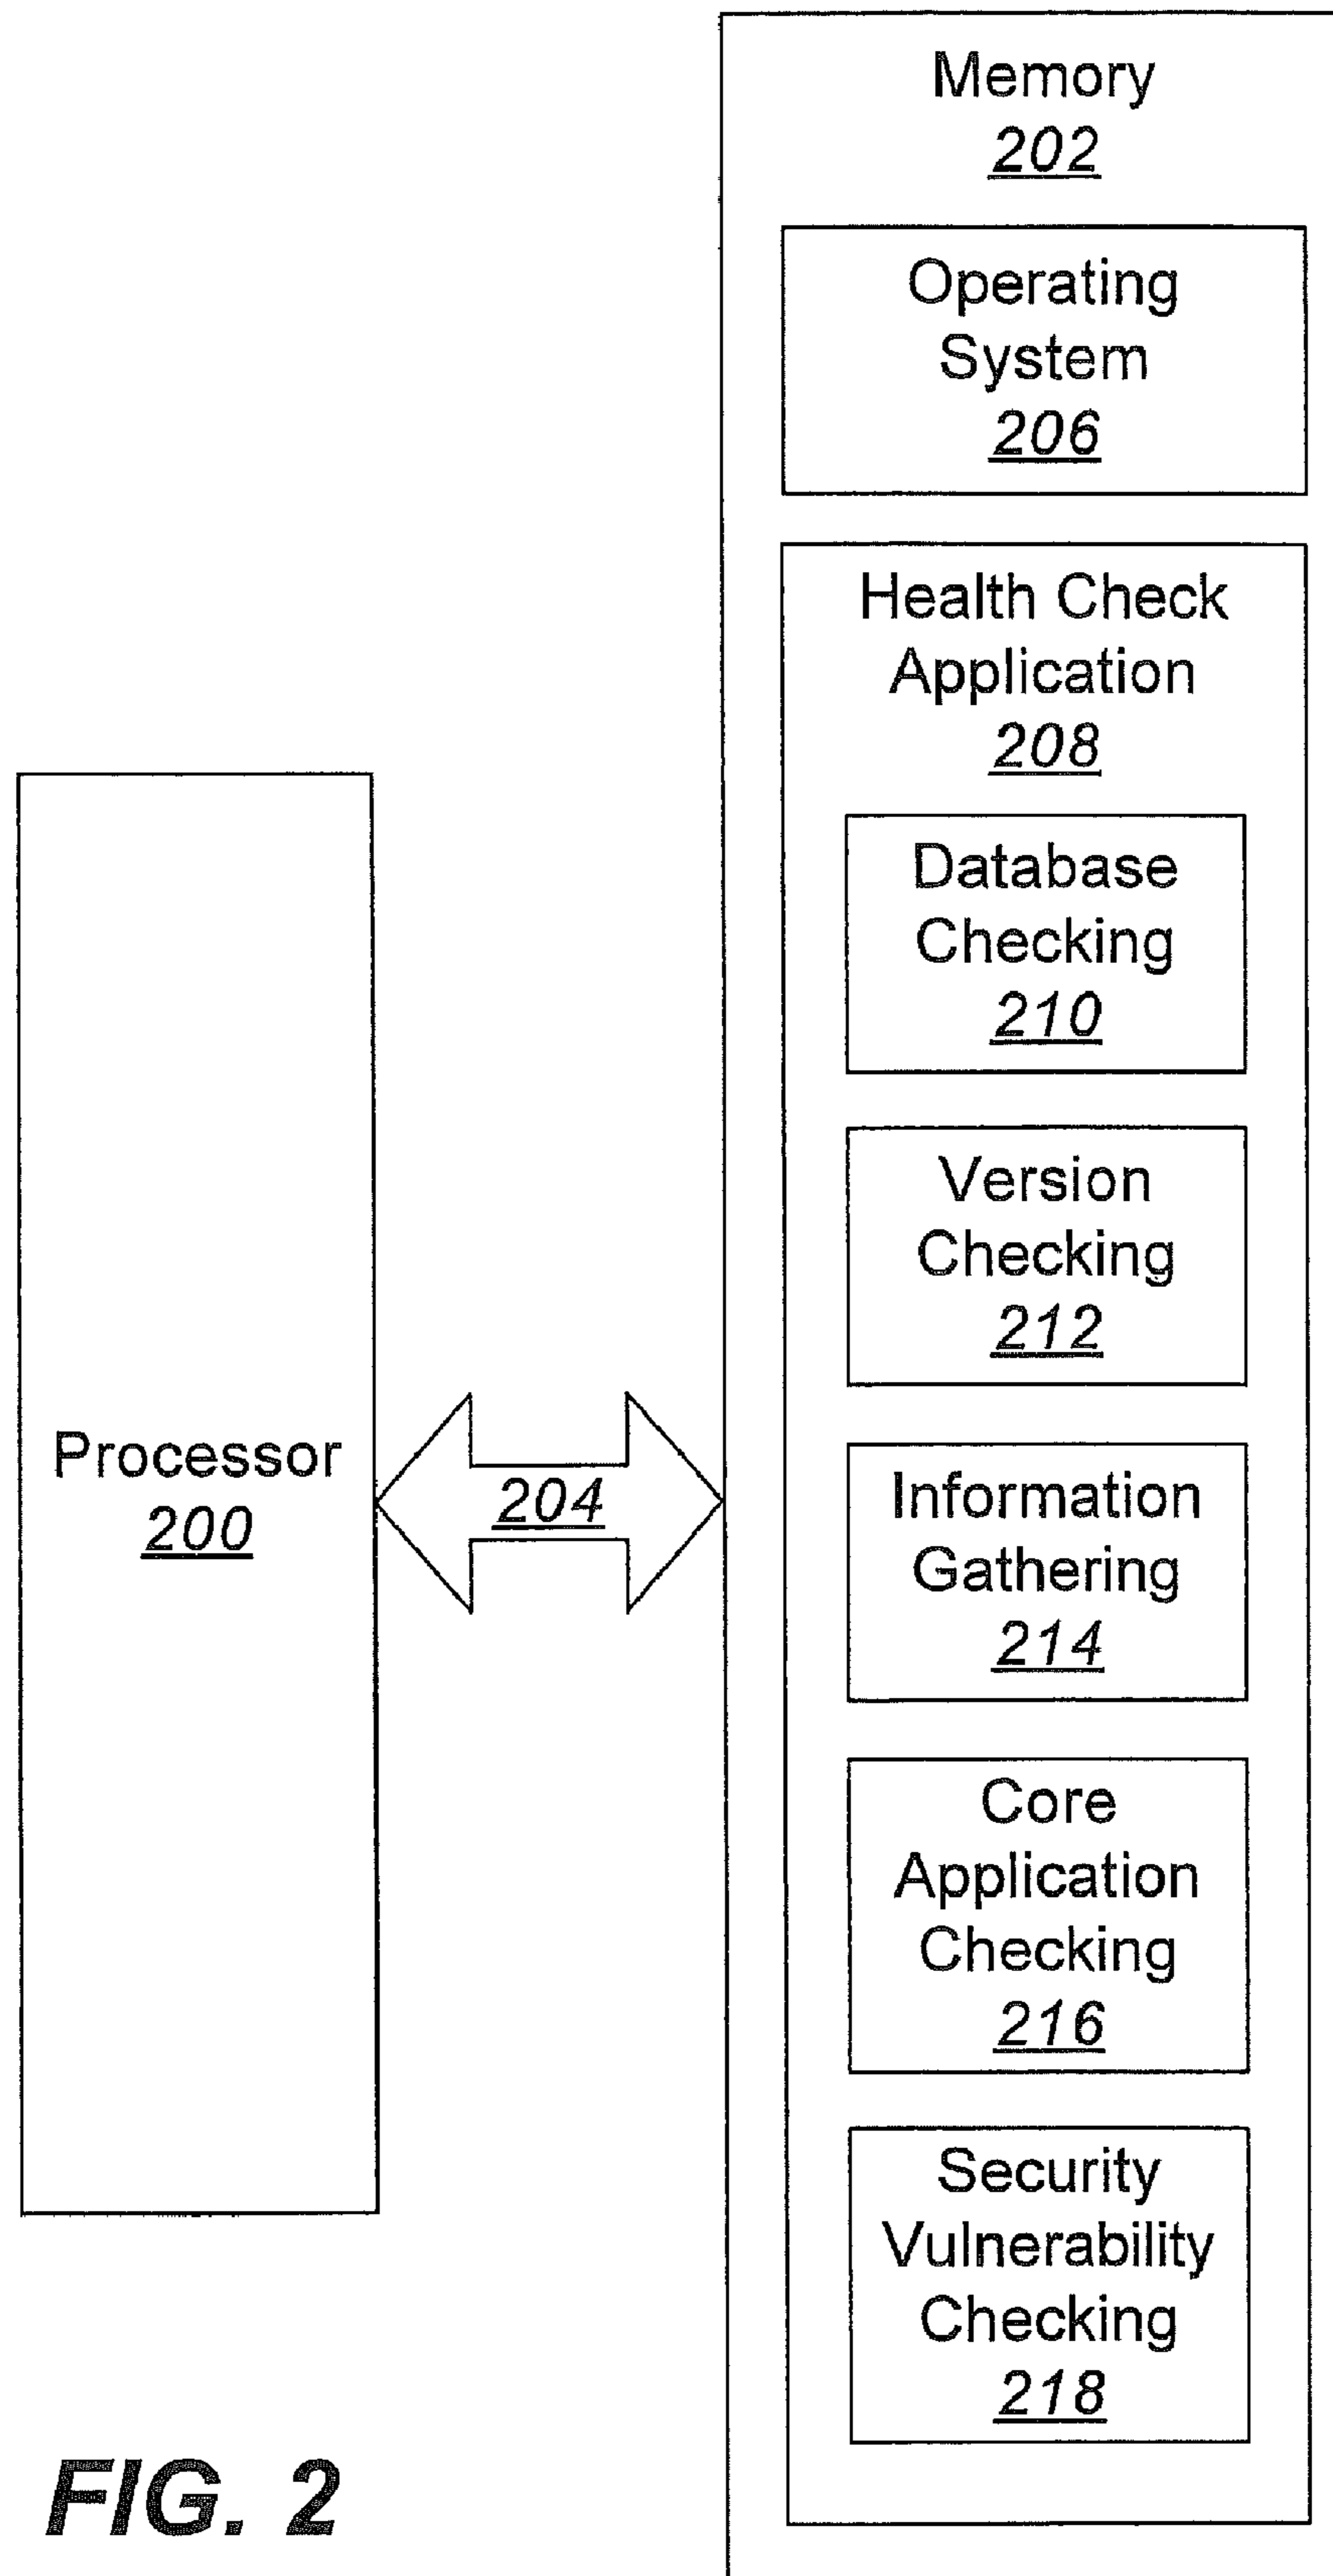 Memory
202
Operating
System
206
Health Check
Application
208
Database
Checking
210
Version
Checking
212
Processor
200
204
Information
Gathering
214
Core
Application
Checking
216
Security
Vulnerability
Checking
218
FIG. 2